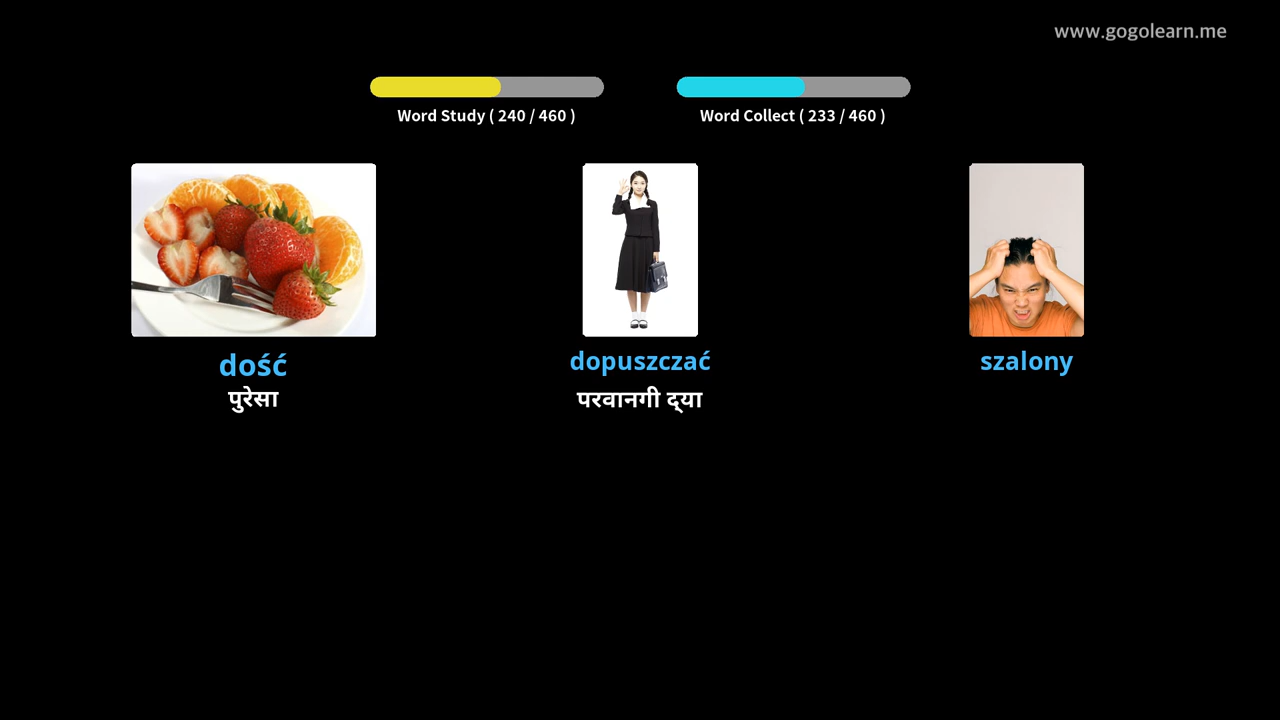 www.gogolearn.me
Word Study ( 240 / 460 )
Word Collect ( 233 / 460 )
dość
dopuszczać
szalony
पुरेसा
परवानगी द्या